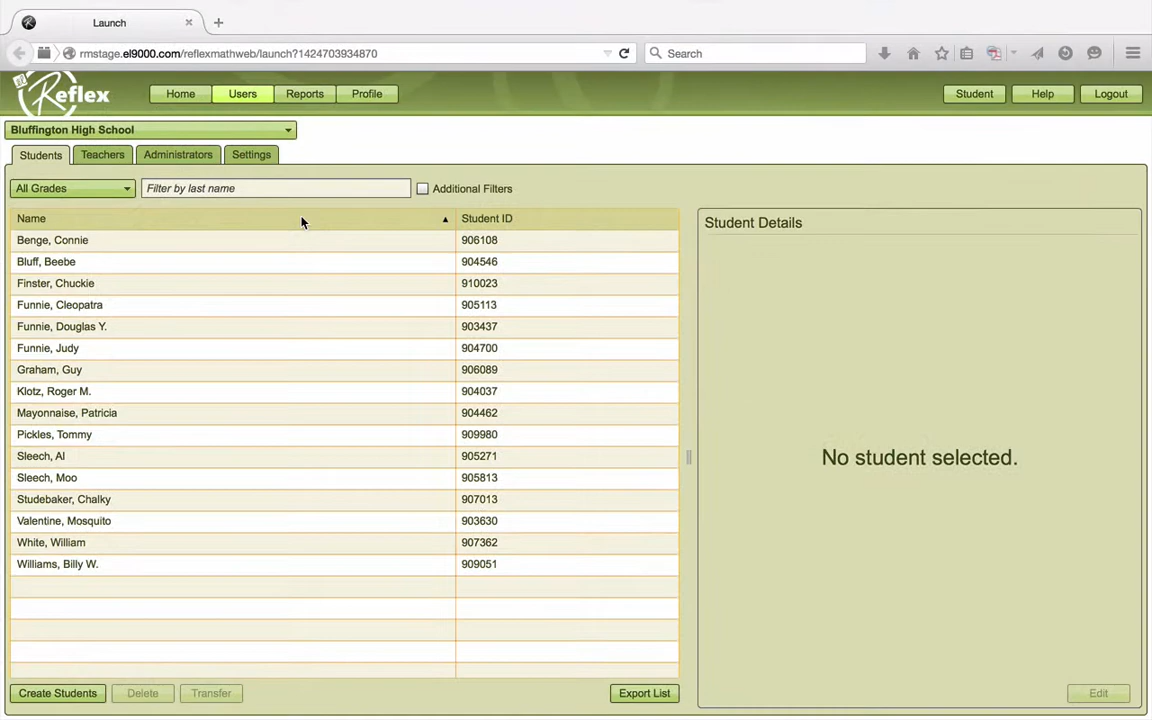 Launch
rmstage.el9000.com/reflexmathweb/launch?1424703934870
Search
Reflex
Home Users Reports Profile Student Help Logout
Bluffington High School
Students Teachers Administrators Settings
All Grades Filter by last name Additional Filters
Name Student ID
Student Details
Benge, Connie 906108
Bluff, Beebe 904546
Finster, Chuckie 910023
Funnie, Cleopatra 905113
Funnie, Douglas Y. 903437
Funnie, Judy 904700
Graham, Guy 906089
Klotz, Roger M. 904037
Mayonnaise, Patricia 904462
Pickles, Tommy 909980
Sleech, Al 905271
No student selected.
Sleech, Moo 905813
Studebaker, Chalky 907013
Valentine, Mosquito 903630
White, William 907362
Williams, Billy W. 909051
Create Students Delete Transfer Export List Edit